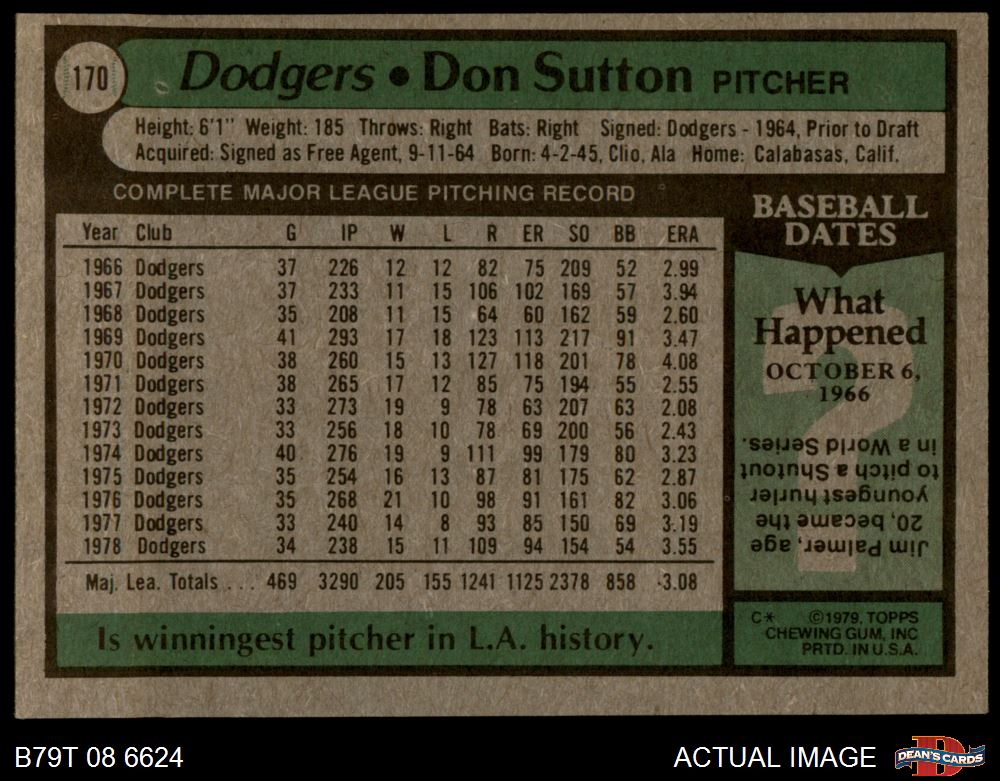 170
Dodgers • Don Sutton PITCHER
Height: 6'1" Weight: 185 Throws: Right Bats: Right Signed: Dodgers - 1964, Prior to Draft
Acquired: Signed as Free Agent, 9-11-64 Born: 4-2-45, Clio, Ala Home: Calabasas, Calif.
COMPLETE MAJOR LEAGUE PITCHING RECORD
Year Club G IP W L R ER SO BB ERA
1966 Dodgers 37 226 12 12 82 75 209 52 2.99
1967 Dodgers 37 233 11 15 106 102 169 57 3.94
1968 Dodgers 35 208 11 15 64 60 162 59 2.60
1969 Dodgers 41 293 17 18 123 113 217 91 3.47
1970 Dodgers 38 260 15 13 127 118 201 78 4.08
1971 Dodgers 38 265 17 12 85 75 194 55 2.55
1972 Dodgers 33 273 19 9 78 63 207 63 2.08
1973 Dodgers 33 256 18 10 78 69 200 56 2.43
1974 Dodgers 40 276 19 9 111 99 179 80 3.23
1975 Dodgers 35 254 16 13 87 81 175 62 2.87
1976 Dodgers 35 268 21 10 98 91 161 82 3.06
1977 Dodgers 33 240 14 8 93 85 150 69 3.19
1978 Dodgers 34 238 15 11 109 94 154 54 3.55
Maj. Lea. Totals . . . 469 3290 205 155 1241 1125 2378 858 3.08
Is winningest pitcher in L.A. history.
BASEBALL
DATES
What
Happened
OCTOBER 6,
1966
Jim Palmer, age
20, became the
youngest hurler
to pitch a Shutout
in a World Series.
C* ©1979, TOPPS
CHEWING GUM, INC
PRTD. IN U.S.A.
B79T 08 6624
ACTUAL IMAGE
D
DEAN'S CARDS